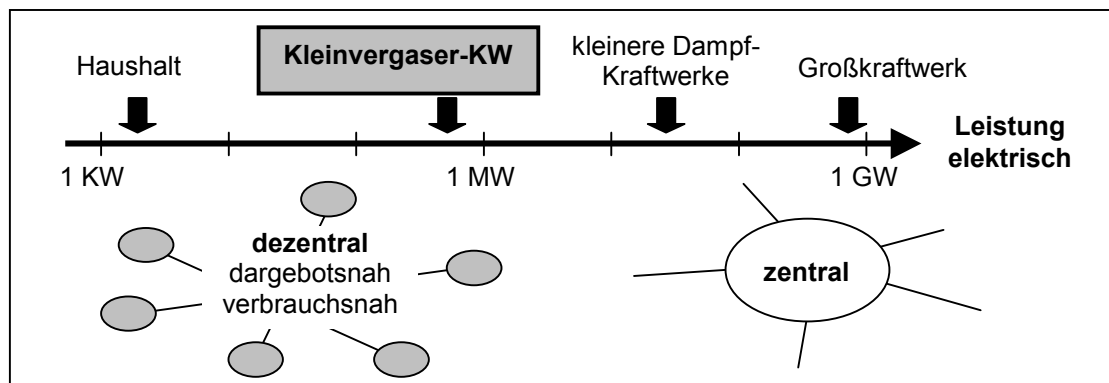 Haushalt
Kleinvergaser-KW
kleinere Dampf-
Kraftwerke
Großkraftwerk
Leistung
elektrisch
1 KW
1 MW
1 GW
dezentral
dargebotsnah
verbrauchsnah
zentral